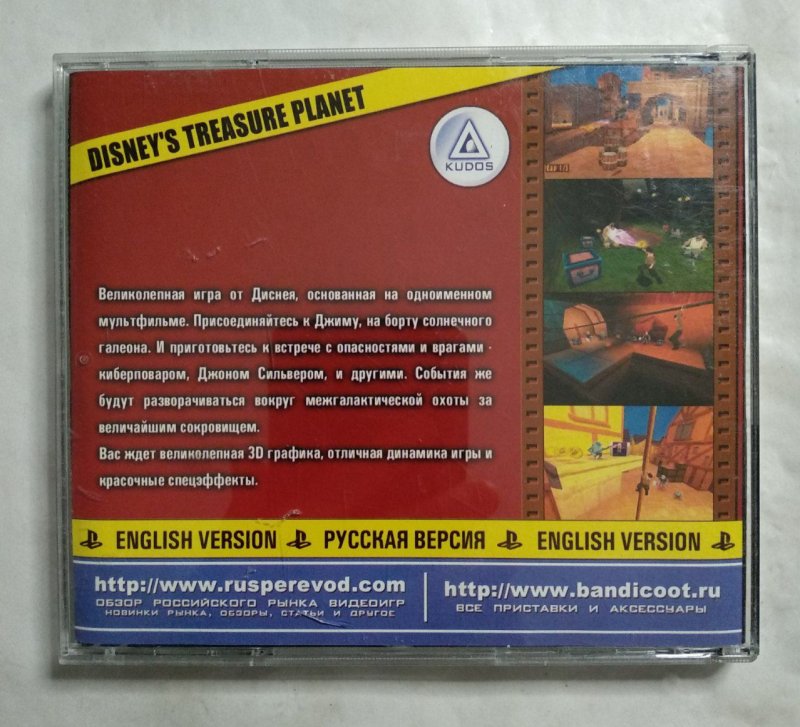 DISNEY'S TREASURE PLANET
KUDOS
Великолепная игра от Диснея, основанная на одноименном
мультфильме. Присоединяйтесь к Джиму, на борту солнечного
галеона. И приготовьтесь к встрече с опасностями и врагами -
киберповаром, Джоном Сильвером, и другими. События же
будут разворачиваться вокруг межгалактической охоты за
величайшим сокровищем.
Вас ждет великолепная 3D графика, отличная динамика игры и
красочные спецэффекты.
ENGLISH VERSION РУССКАЯ ВЕРСИЯ ENGLISH VERSION
http://www.rusperevod.com
ОБЗОР РОССИЙСКОГО РЫНКА ВИДЕОИГР
НОВИНКИ РЫНКА, ОБЗОРЫ, СТАТЬИ И ДРУГОЕ
http://www.bandicoot.ru
ВСЕ ПРИСТАВКИ И АКСЕССУАРЫ